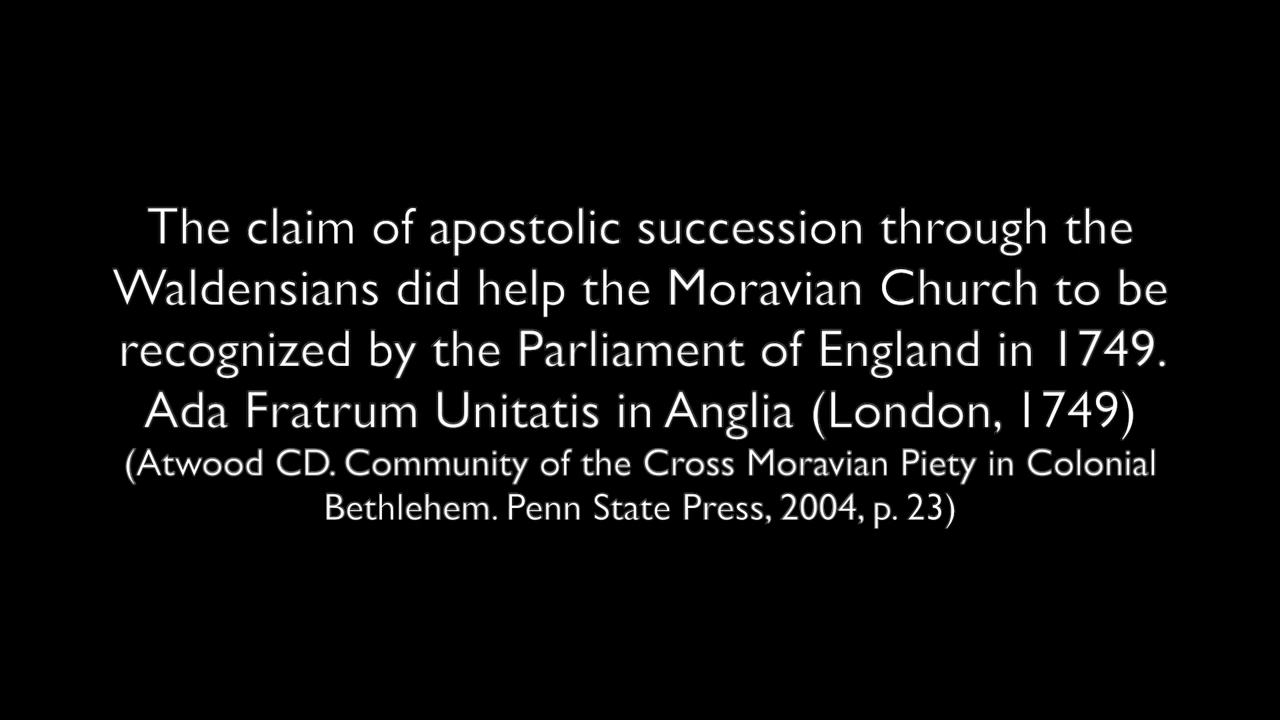 The claim of apostolic succession through the
Waldensians did help the Moravian Church to be
recognized by the Parliament of England in 1749.
Ada Fratrum Unitatis in Anglia (London, 1749)
(Atwood CD. Community of the Cross Moravian Piety in Colonial
Bethlehem. Penn State Press, 2004, p. 23)